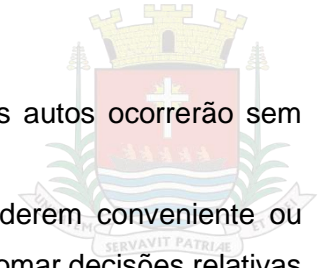 s autos ocorrerão sem
derem conveniente ou
SERVAVIT PATRIAE
omar decisões relativas